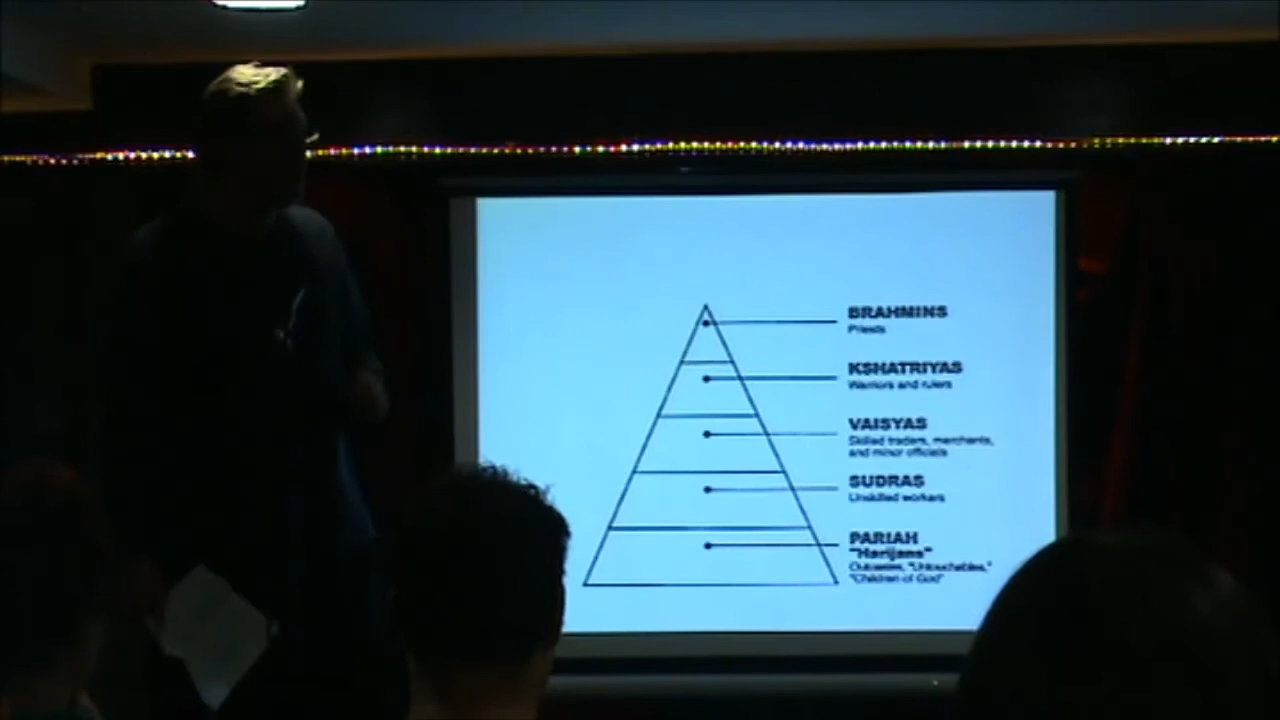 BRAHMINS
Priests
KSHATRIYAS
Warriors and rulers
VAISYAS
Skilled traders, merchants,
and minor officials
SUDRAS
Unskilled workers
PARIAH
"Harijans"
Outcastes, "Untouchables,"
"Children of God"